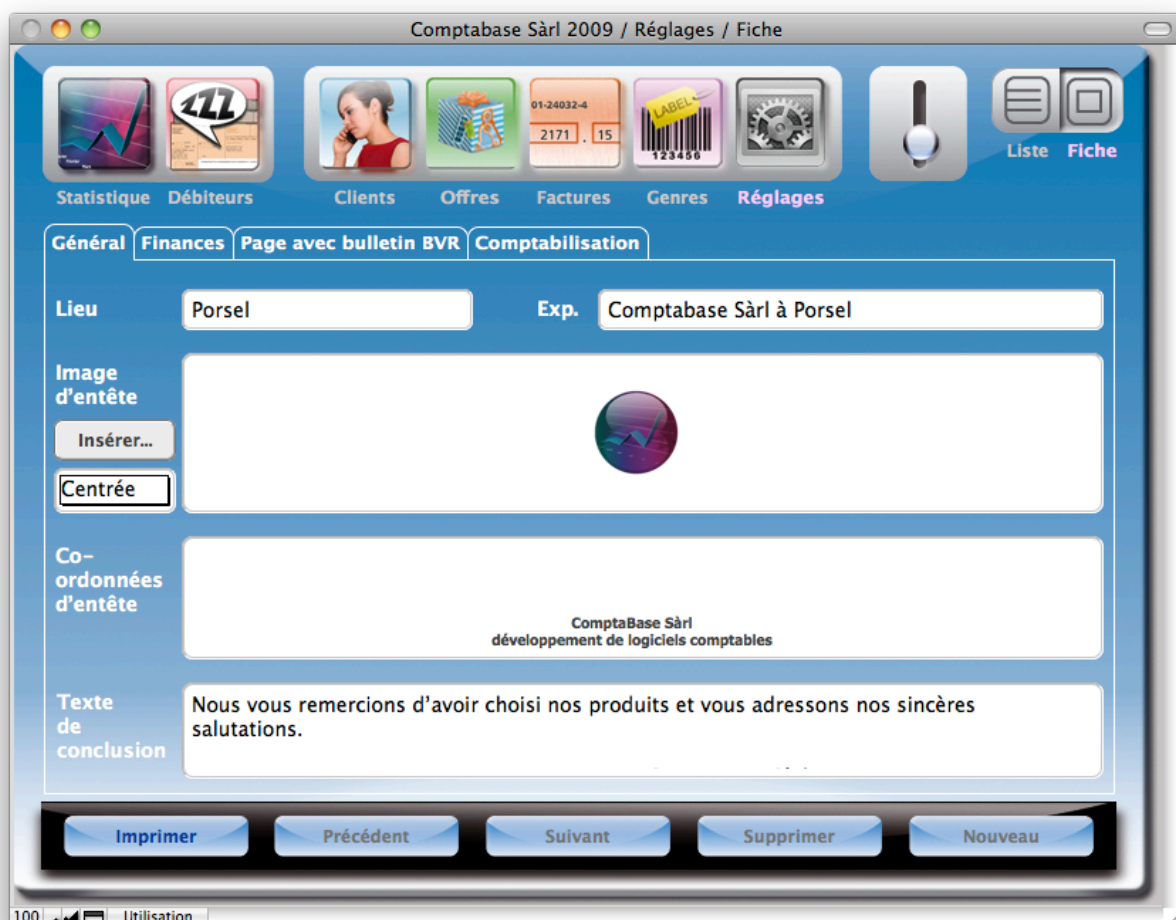 Comptabase Sàrl 2009 / Réglages / Fiche
ZZZ
01-24032-4
2171 . 15
LABEL
123456
Liste Fiche
Statistique Débiteurs Clients Offres Factures Genres Réglages
Général Finances Page avec bulletin BVR Comptabilisation
Lieu Porsel Exp. Comptabase Sàrl à Porsel
Image
d'entête
Insérer...
Centrée
Co-
ordonnées
d'entête
ComptaBase Sàrl
développement de logiciels comptables
Texte
de
conclusion
Nous vous remercions d'avoir choisi nos produits et vous adressons nos sincères
salutations.
Imprimer Précédent Suivant Supprimer Nouveau
100 Utilisation